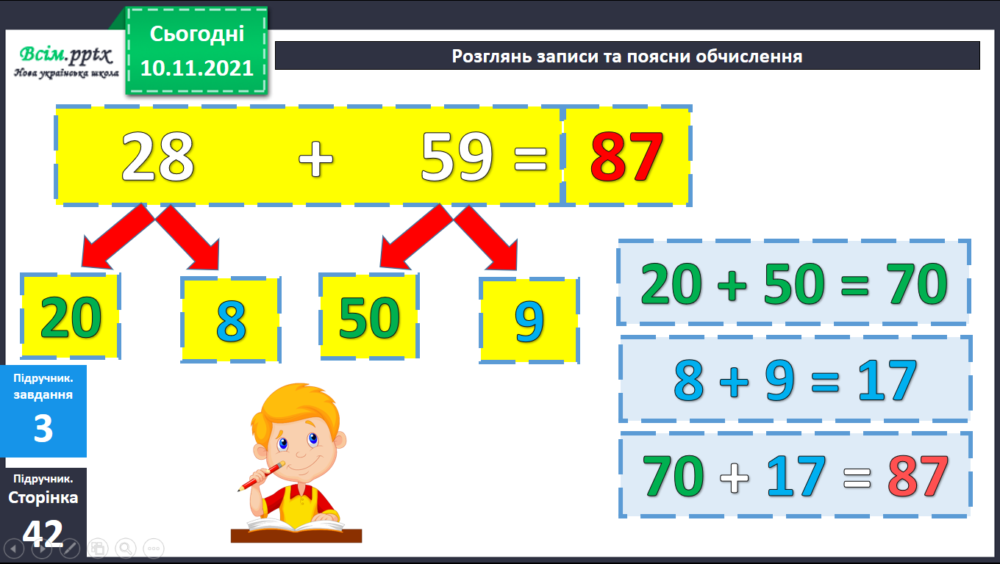 Всім.pptx
Нова українська школа
Сьогодні
10.11.2021
Розглянь записи та поясни обчислення
28 + 59 = 87
20 8 50 9
20 + 50 = 70
8 + 9 = 17
70 + 17 = 87
Підручник.
завдання
3
Підручник.
Сторінка
42